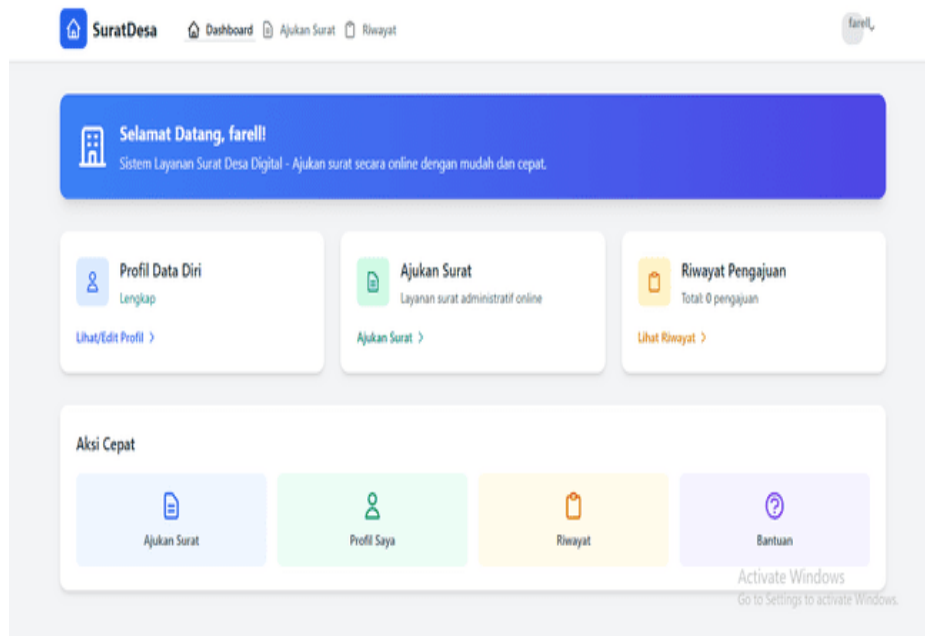 SuratDesa
Dashboard
Ajukan Surat
Riwayat
farell
Selamat Datang, farell!
Sistem Layanan Surat Desa Digital - Ajukan surat secara online dengan mudah dan cepat.
Profil Data Diri
Lengkap
Lihat/Edit Profil
Ajukan Surat
Layanan surat administratif online
Ajukan Surat
Riwayat Pengajuan
Total: 0 pengajuan
Lihat Riwayat
Aksi Cepat
Ajukan Surat
Profil Saya
Riwayat
Bantuan
Activate Windows
Go to Settings to activate Windows.